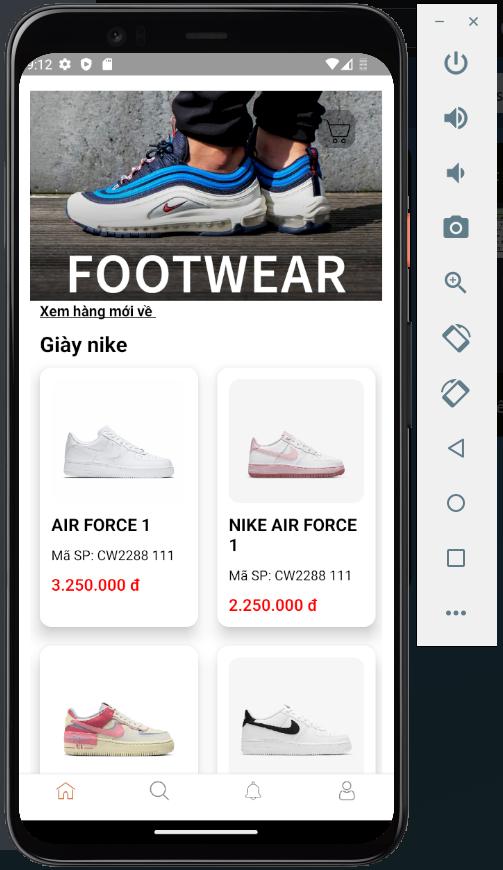 9:12
FOOTWEAR
Xem hàng mới về
Giày nike
AIR FORCE 1
Mã SP: CW2288 111
3.250.000 đ
NIKE AIR FORCE
1
Mã SP: CW2288 111
2.250.000 đ